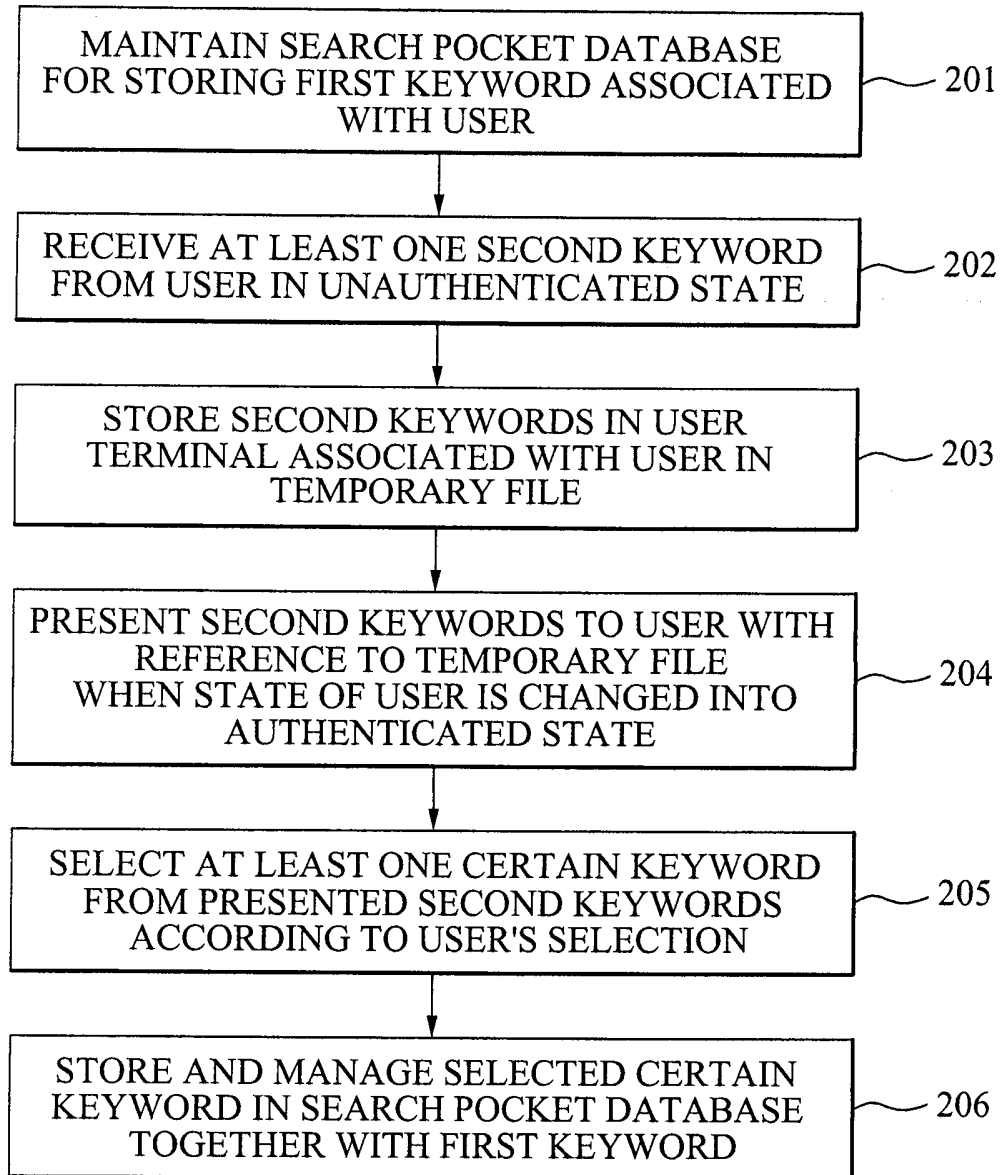 MAINTAIN SEARCH POCKET DATABASE
FOR STORING FIRST KEYWORD ASSOCIATED
WITH USER
201
RECEIVE AT LEAST ONE SECOND KEYWORD
FROM USER IN UNAUTHENTICATED STATE
202
STORE SECOND KEYWORDS IN USER
TERMINAL ASSOCIATED WITH USER IN
TEMPORARY FILE
203
PRESENT SECOND KEYWORDS TO USER WITH
REFERENCE TO TEMPORARY FILE
WHEN STATE OF USER IS CHANGED INTO
AUTHENTICATED STATE
204
SELECT AT LEAST ONE CERTAIN KEYWORD
FROM PRESENTED SECOND KEYWORDS
ACCORDING TO USER'S SELECTION
205
STORE AND MANAGE SELECTED CERTAIN
KEYWORD IN SEARCH POCKET DATABASE
TOGETHER WITH FIRST KEYWORD
206